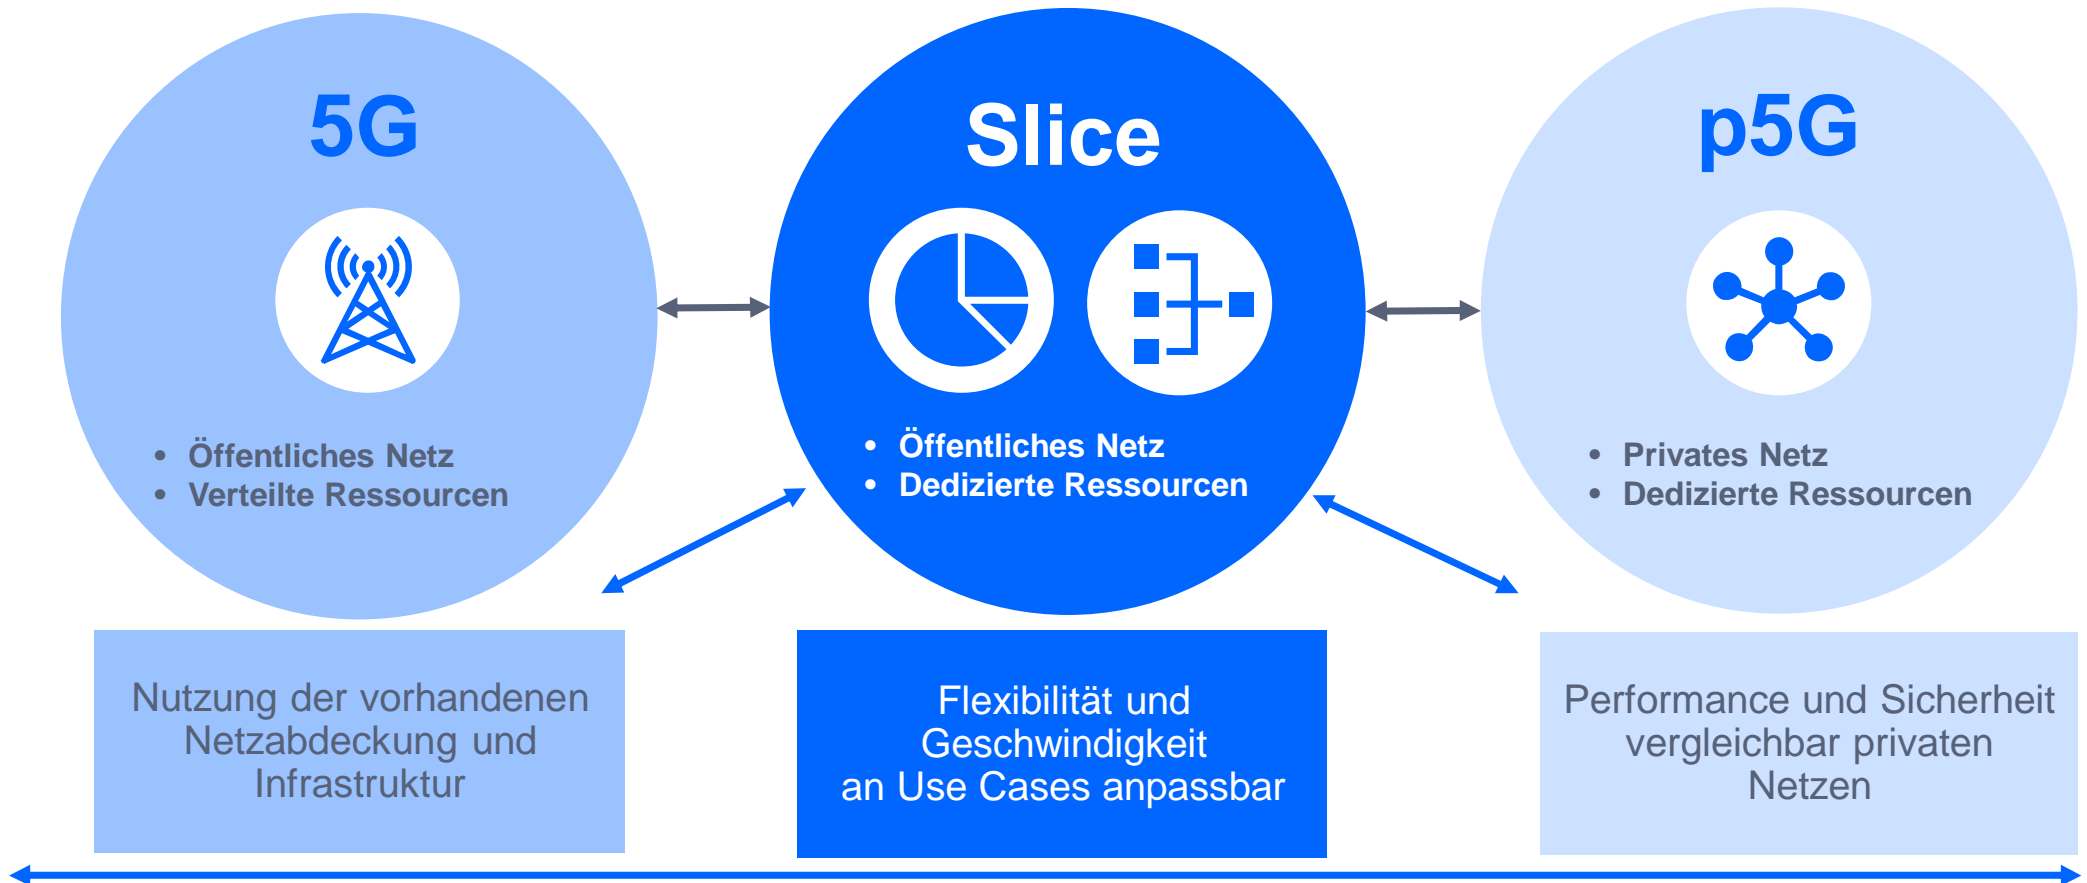 5G
• Öffentliches Netz
• Verteilte Ressourcen
Slice
• Öffentliches Netz
• Dedizierte Ressourcen
p5G
• Privates Netz
• Dedizierte Ressourcen
Nutzung der vorhandenen
Netzabdeckung und
Infrastruktur
Flexibilität und
Geschwindigkeit
an Use Cases anpassbar
Performance und Sicherheit
vergleichbar privaten
Netzen